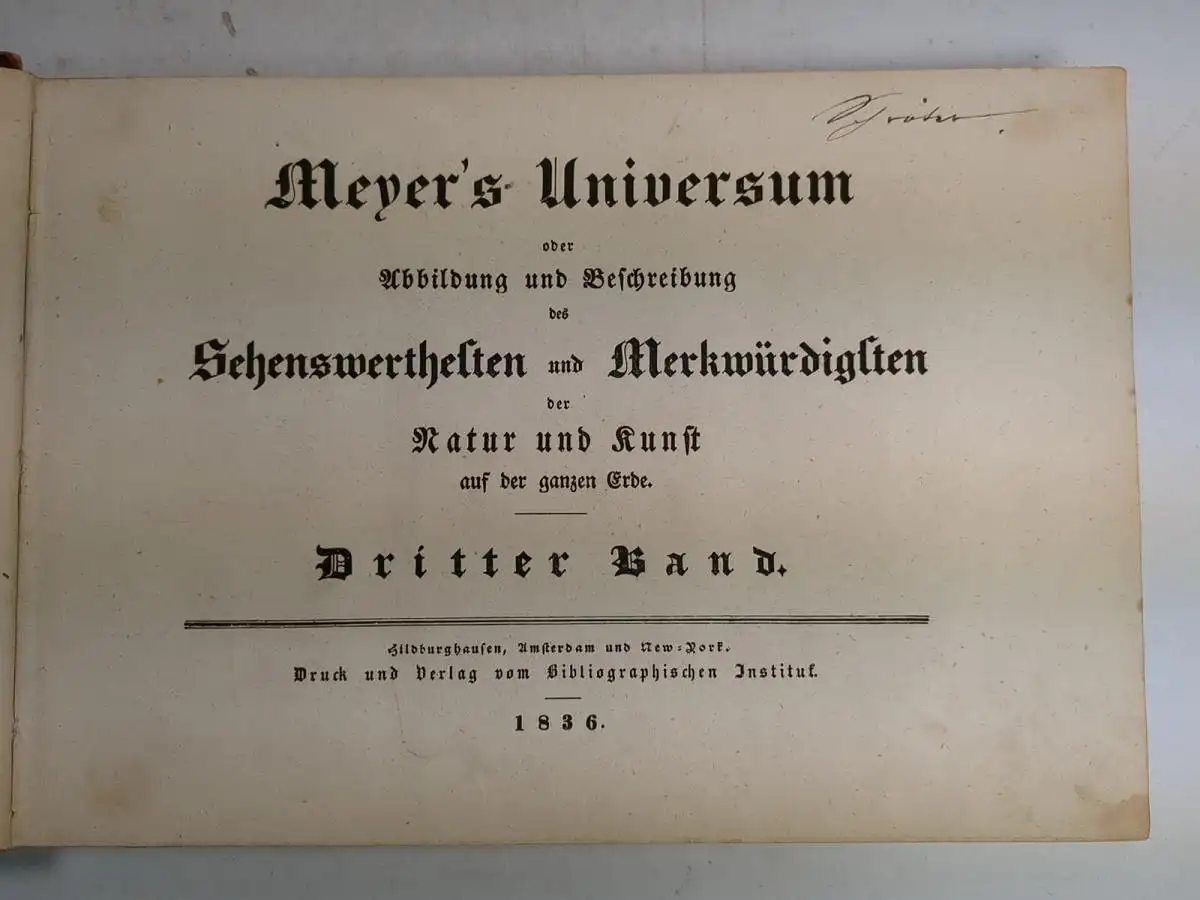 Schröter.
Meyer's Universum
oder
Abbildung und Beschreibung
des
Sehenswerthesten und Merkwürdigsten
der
Natur und Kunst
auf der ganzen Erde.
Dritter Band.
Hildburghausen, Amsterdam und New-York.
Druck und Verlag vom Bibliographischen Institut.
1836.